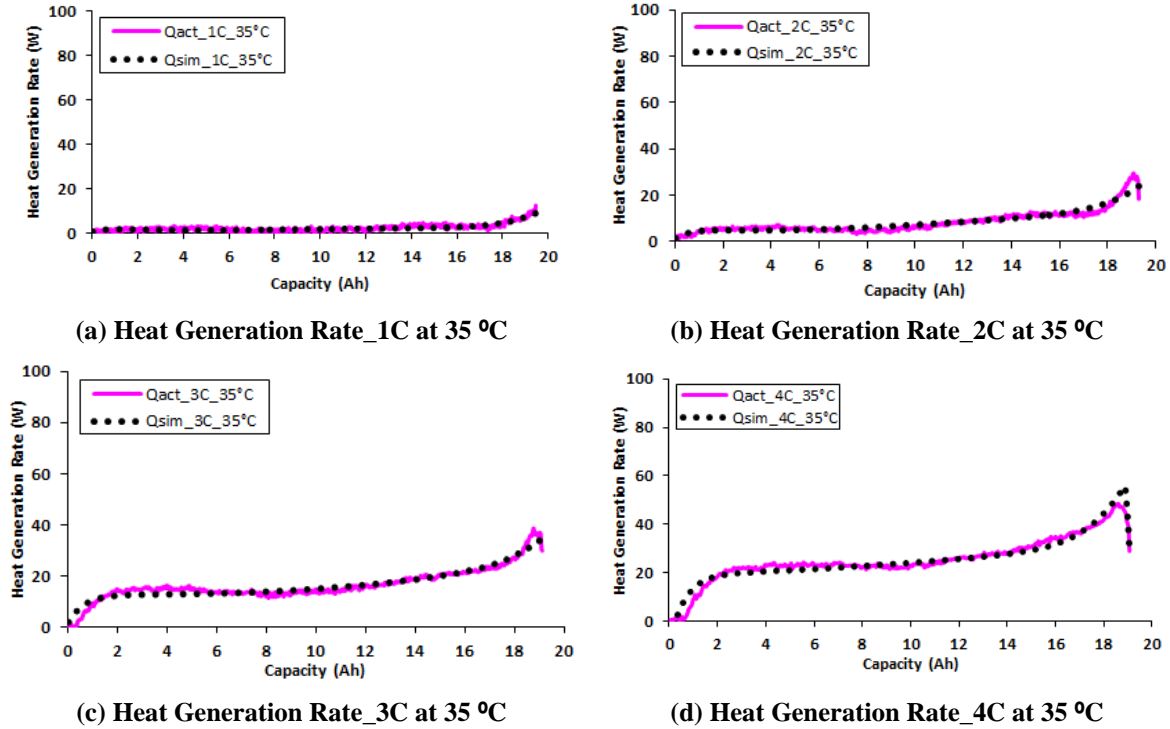 Heat Generation Rate (W)
100
80
60
40
20
0
Qact_1C_35°C
Qsim_1C_35°C
0 2 4 6 8 10 12 14 16 18 20
Capacity (Ah)
(a) Heat Generation Rate_1C at 35 ⁰C
Heat Generation Rate (W)
100
80
60
40
20
0
Qact_2C_35°C
Qsim_2C_35°C
0 2 4 6 8 10 12 14 16 18 20
Capacity (Ah)
(b) Heat Generation Rate_2C at 35 ⁰C
Heat Generation Rate (W)
100
80
60
40
20
0
Qact_3C_35°C
Qsim_3C_35°C
0 2 4 6 8 10 12 14 16 18 20
Capacity (Ah)
(c) Heat Generation Rate_3C at 35 ⁰C
Heat Generation Rate (W)
100
80
60
40
20
0
Qact_4C_35°C
Qsim_4C_35°C
0 2 4 6 8 10 12 14 16 18 20
Capacity (Ah)
(d) Heat Generation Rate_4C at 35 ⁰C